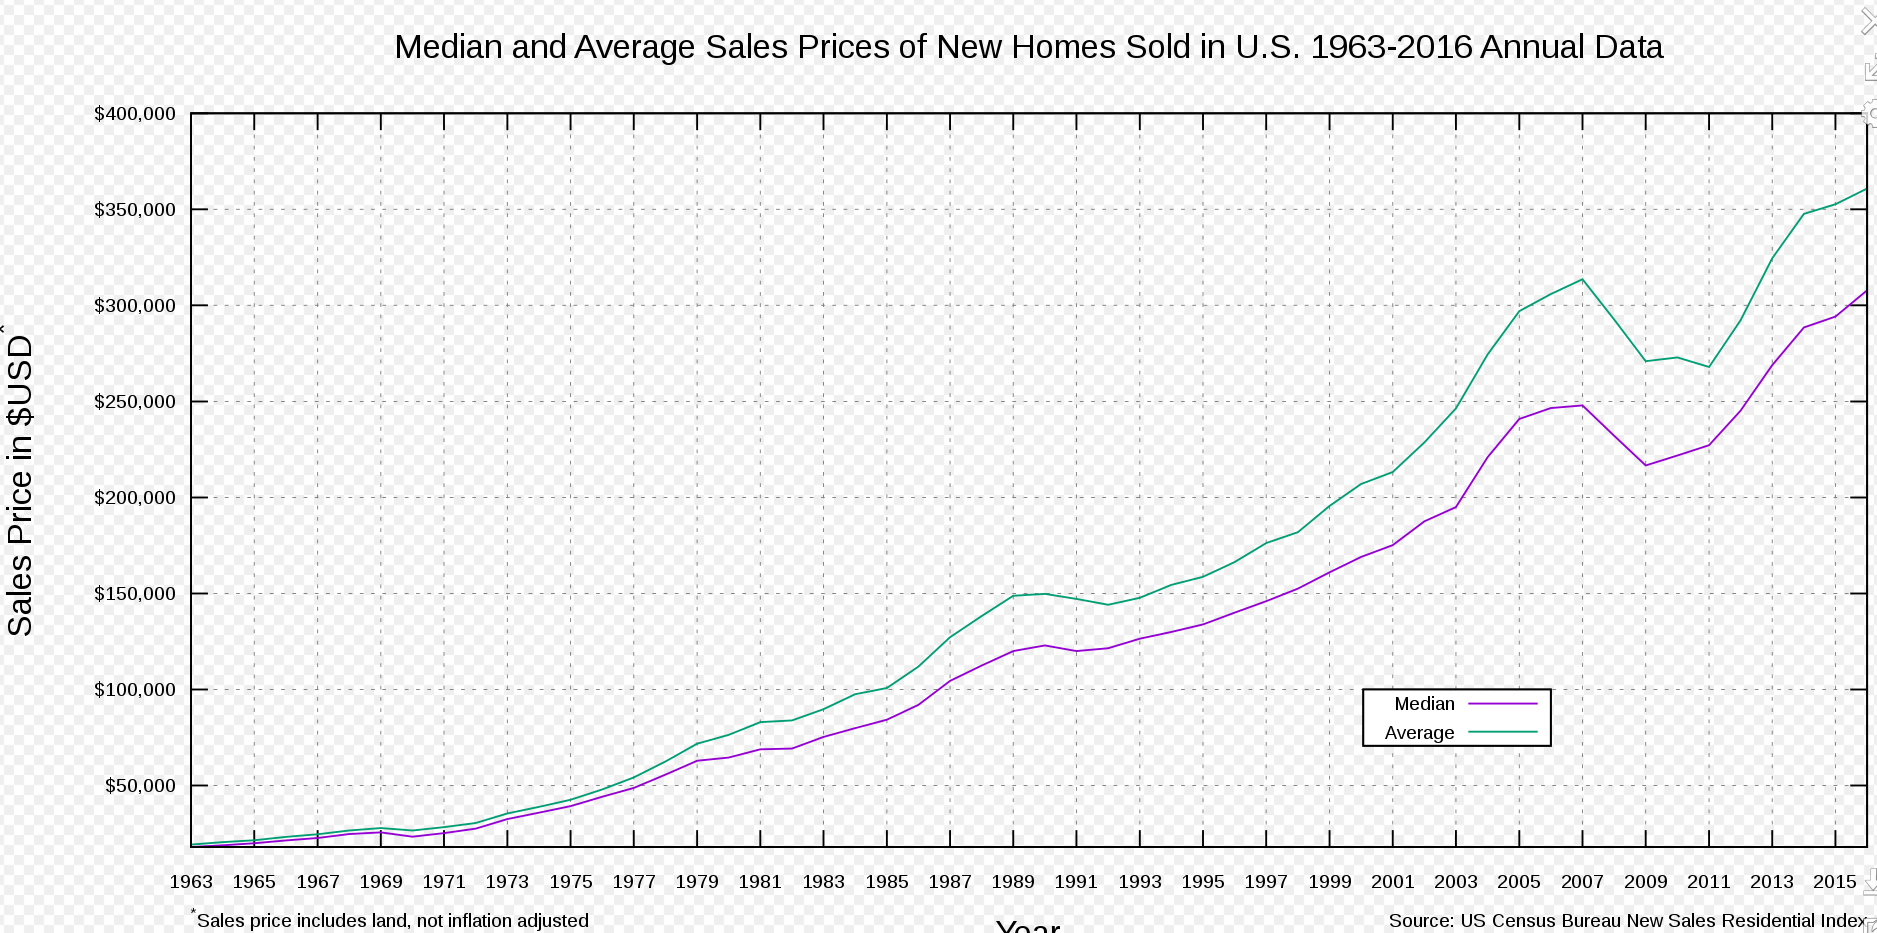 Median and Average Sales Prices of New Homes Sold in U.S. 1963-2016 Annual Data
$400,000
$350,000
$300,000
$250,000
$200,000
$150,000
$100,000
$50,000
Sales Price in $USD*
Median
Average
1963 1965 1967 1969 1971 1973 1975 1977 1979 1981 1983 1985 1987 1989 1991 1993 1995 1997 1999 2001 2003 2005 2007 2009 2011 2013 2015
*Sales price includes land, not inflation adjusted
Year
Source: US Census Bureau New Sales Residential Index